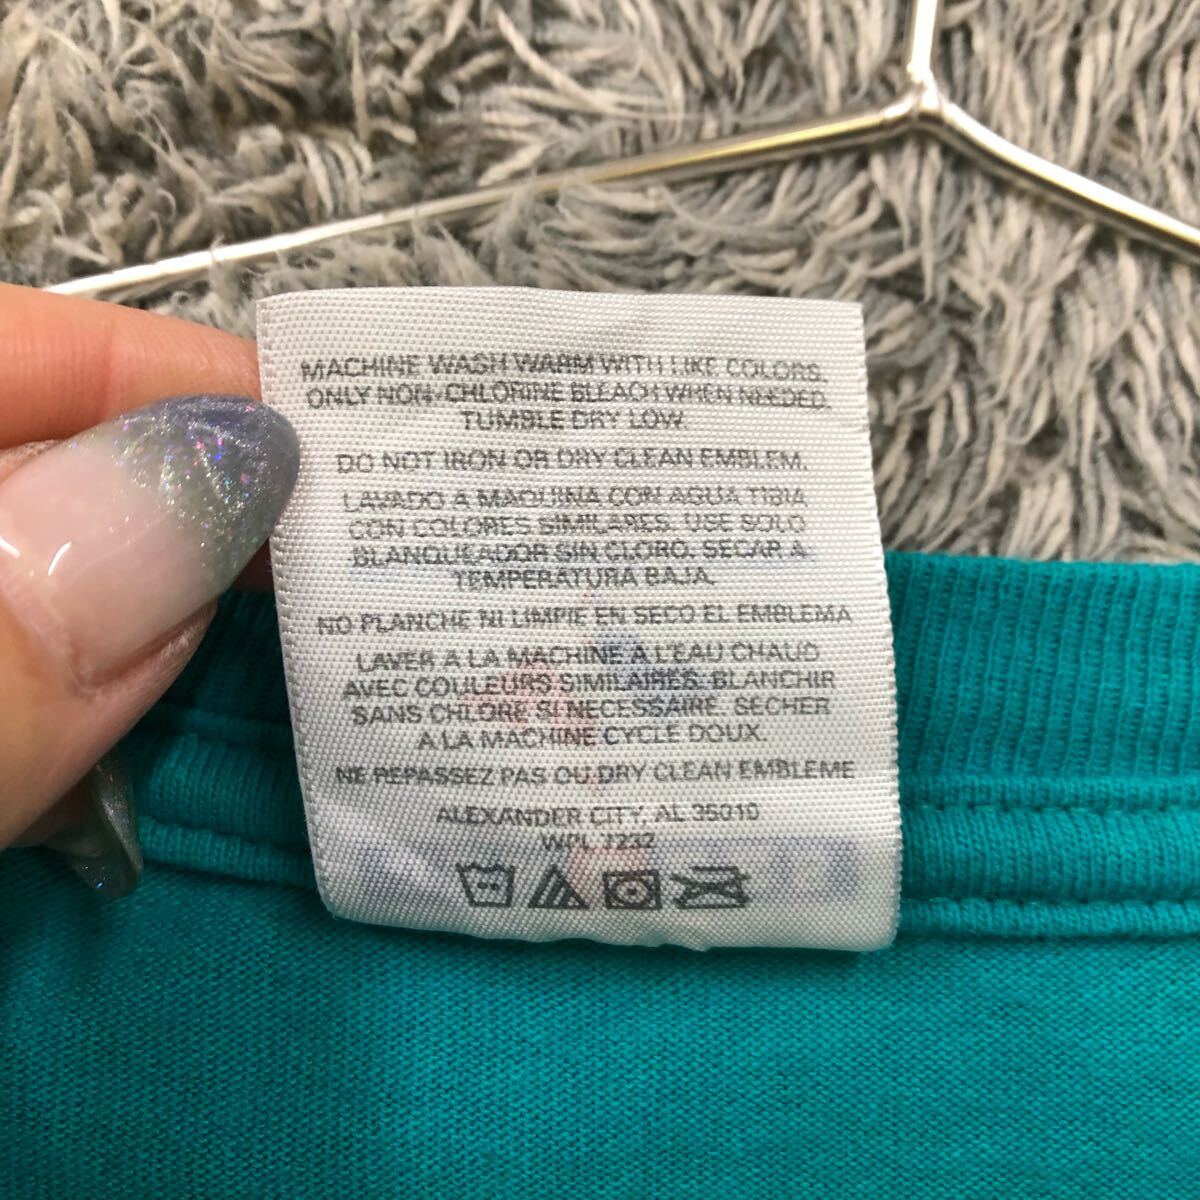 MACHINE WASH WARM WITH LIKE COLORS.
ONLY NON-CHLORINE BLEACH WHEN NEEDED.
TUMBLE DRY LOW.
DO NOT IRON OR DRY CLEAN EMBLEM.
LAVADO A MAQUINA CON AGUA TIBIA
CON COLORES SIMILARES. USE SOLO
BLANQUEADOR SIN CLORO. SECAR A
TEMPERATURA BAJA.
NO PLANCHE NI LIMPIE EN SECO EL EMBLEMA
LAVER A LA MACHINE A L'EAU CHAUD
AVEC COULEURS SIMILAIRES. BLANCHIR
SANS CHLORE SI NECESSAIRE. SECHER
A LA MACHINE CYCLE DOUX.
NE REPASSEZ PAS OU DRY CLEAN EMBLEME
ALEXANDER CITY, AL 35010
WPL 7232